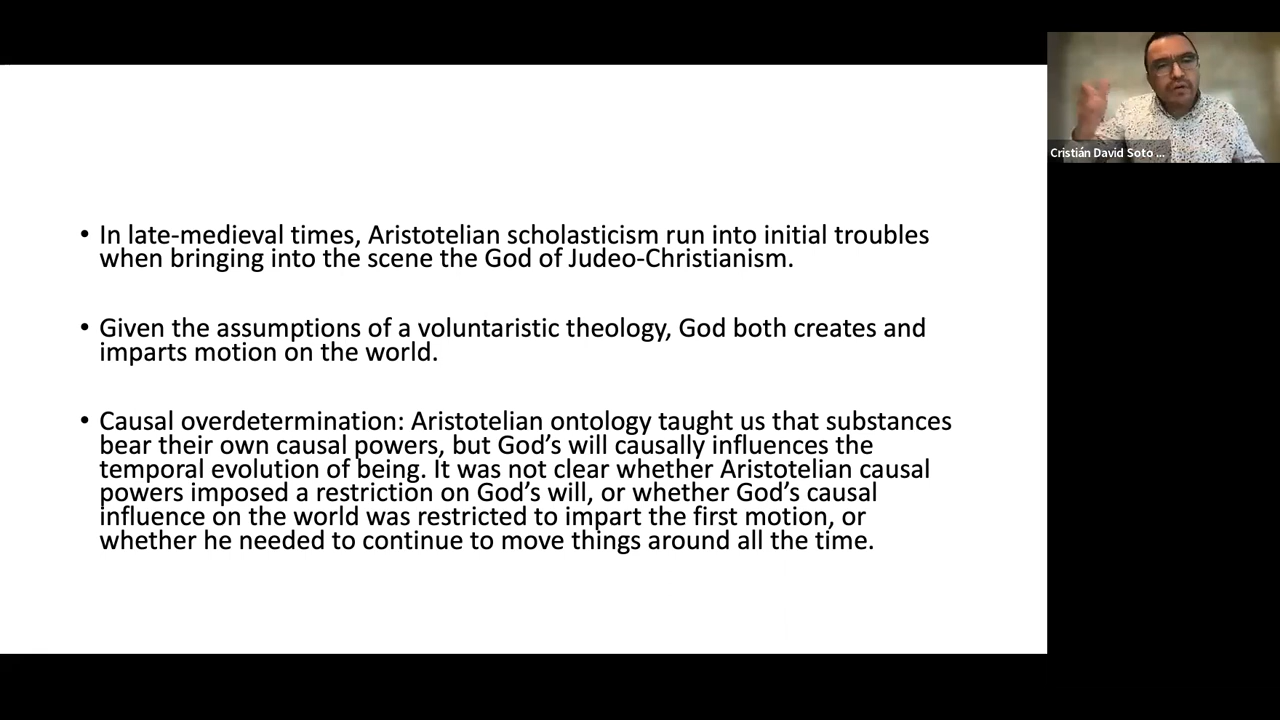 • In late-medieval times, Aristotelian scholasticism run into initial troubles
when bringing into the scene the God of Judeo-Christianism.
• Given the assumptions of a voluntaristic theology, God both creates and
imparts motion on the world.
• Causal overdetermination: Aristotelian ontology taught us that substances
bear their own causal powers, but God’s will causally influences the
temporal evolution of being. It was not clear whether Aristotelian causal
powers imposed a restriction on God’s will, or whether God’s causal
influence on the world was restricted to impart the first motion, or
whether he needed to continue to move things around all the time.
Cristián David Soto ...